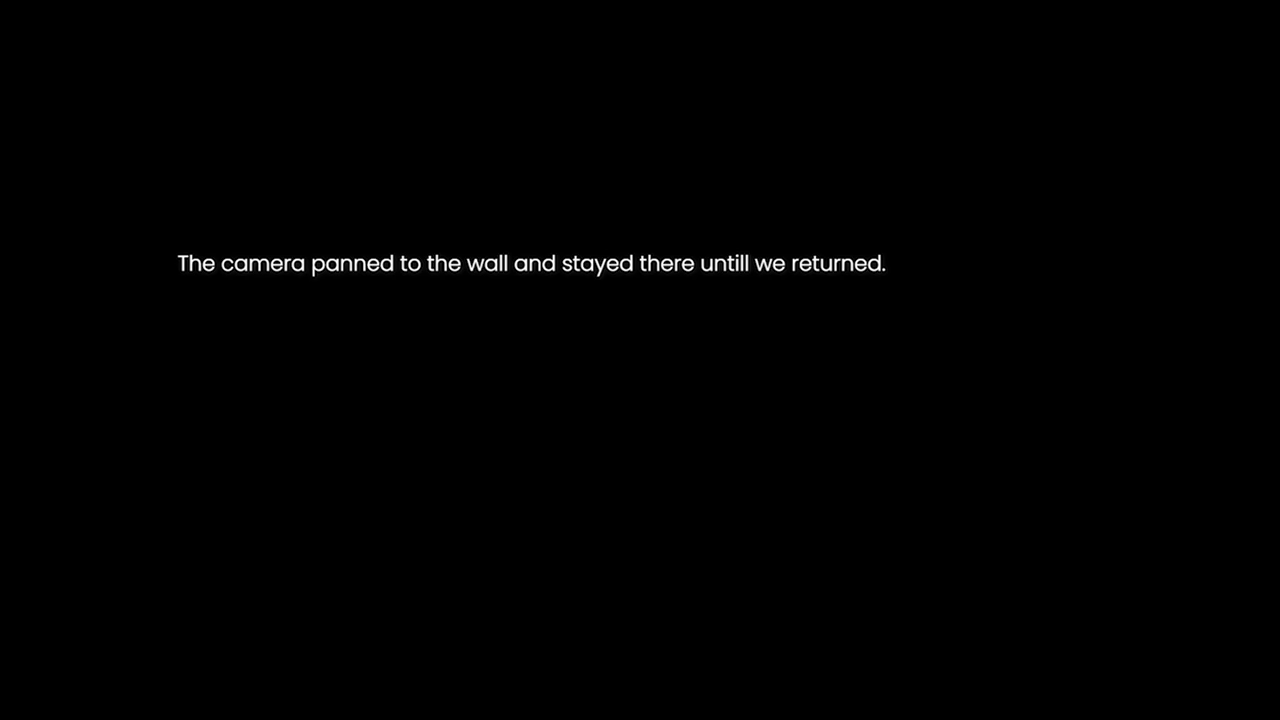 The camera panned to the wall and stayed there untill we returned.